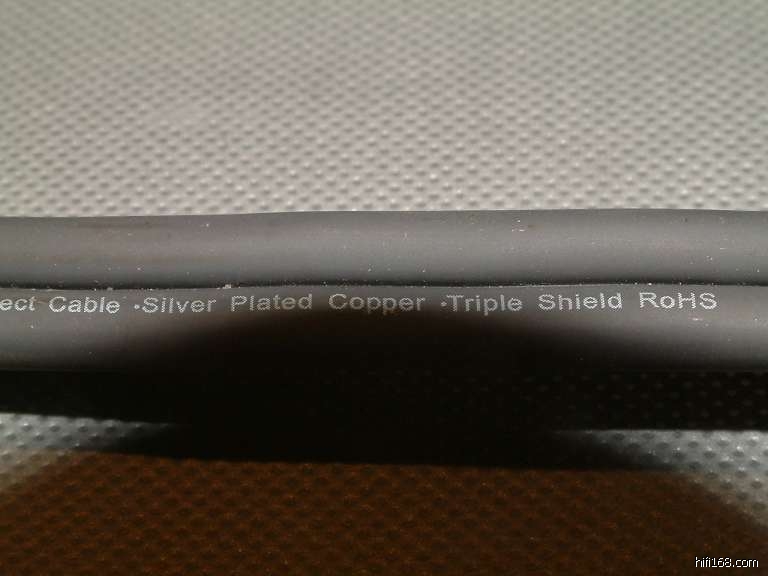 ect Cable ·Silver Plated Copper ·Triple Shield RoHS
hifi168.com